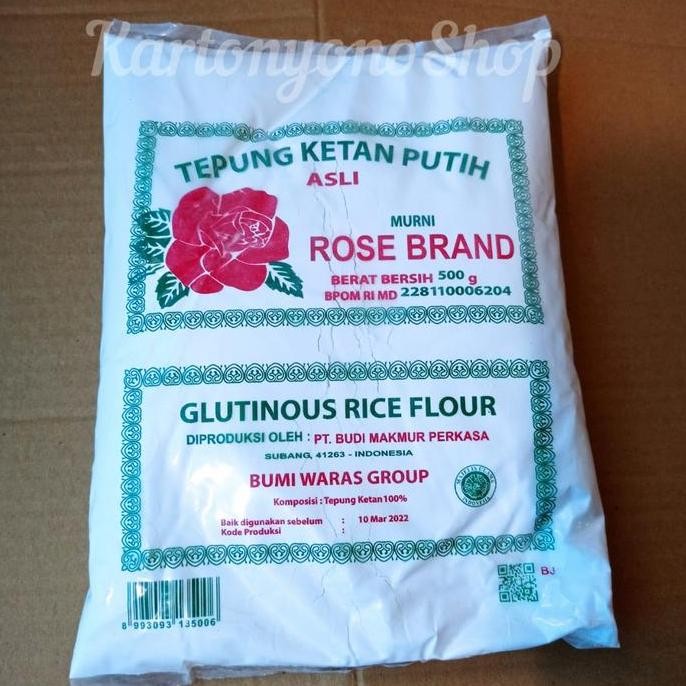 KartonyonoShop
TEPUNG KETAN PUTIH
ASLI
MURNI
ROSE BRAND
BERAT BERSIH 500 g
BPOM RI MD 228110006204
GLUTINOUS RICE FLOUR
DIPRODUKSI OLEH : PT. BUDI MAKMUR PERKASA
SUBANG, 41263 - INDONESIA
BUMI WARAS GROUP
Komposisi : Tepung Ketan 100%
Baik digunakan sebelum : 10 Mar 2022
Kode Produksi :
BJ
8 993093 135006